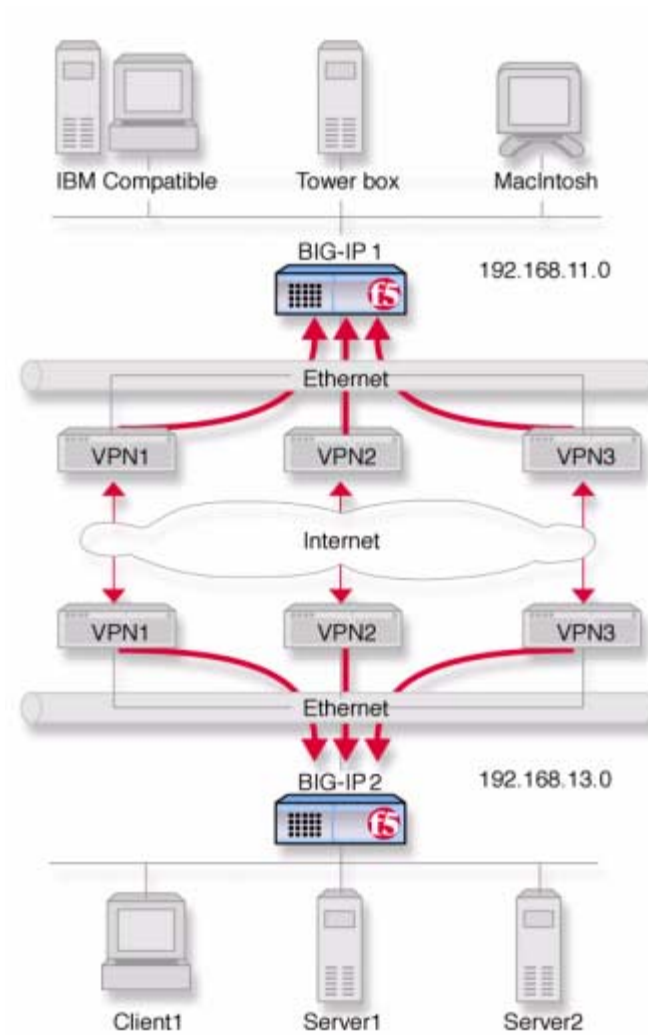 IBM Compatible
Tower box
MacIntosh
BIG-IP 1
192.168.11.0
f5
Ethernet
VPN1
VPN2
VPN3
Internet
VPN1
VPN2
VPN3
Ethernet
BIG-IP 2
192.168.13.0
f5
Client1
Server1
Server2